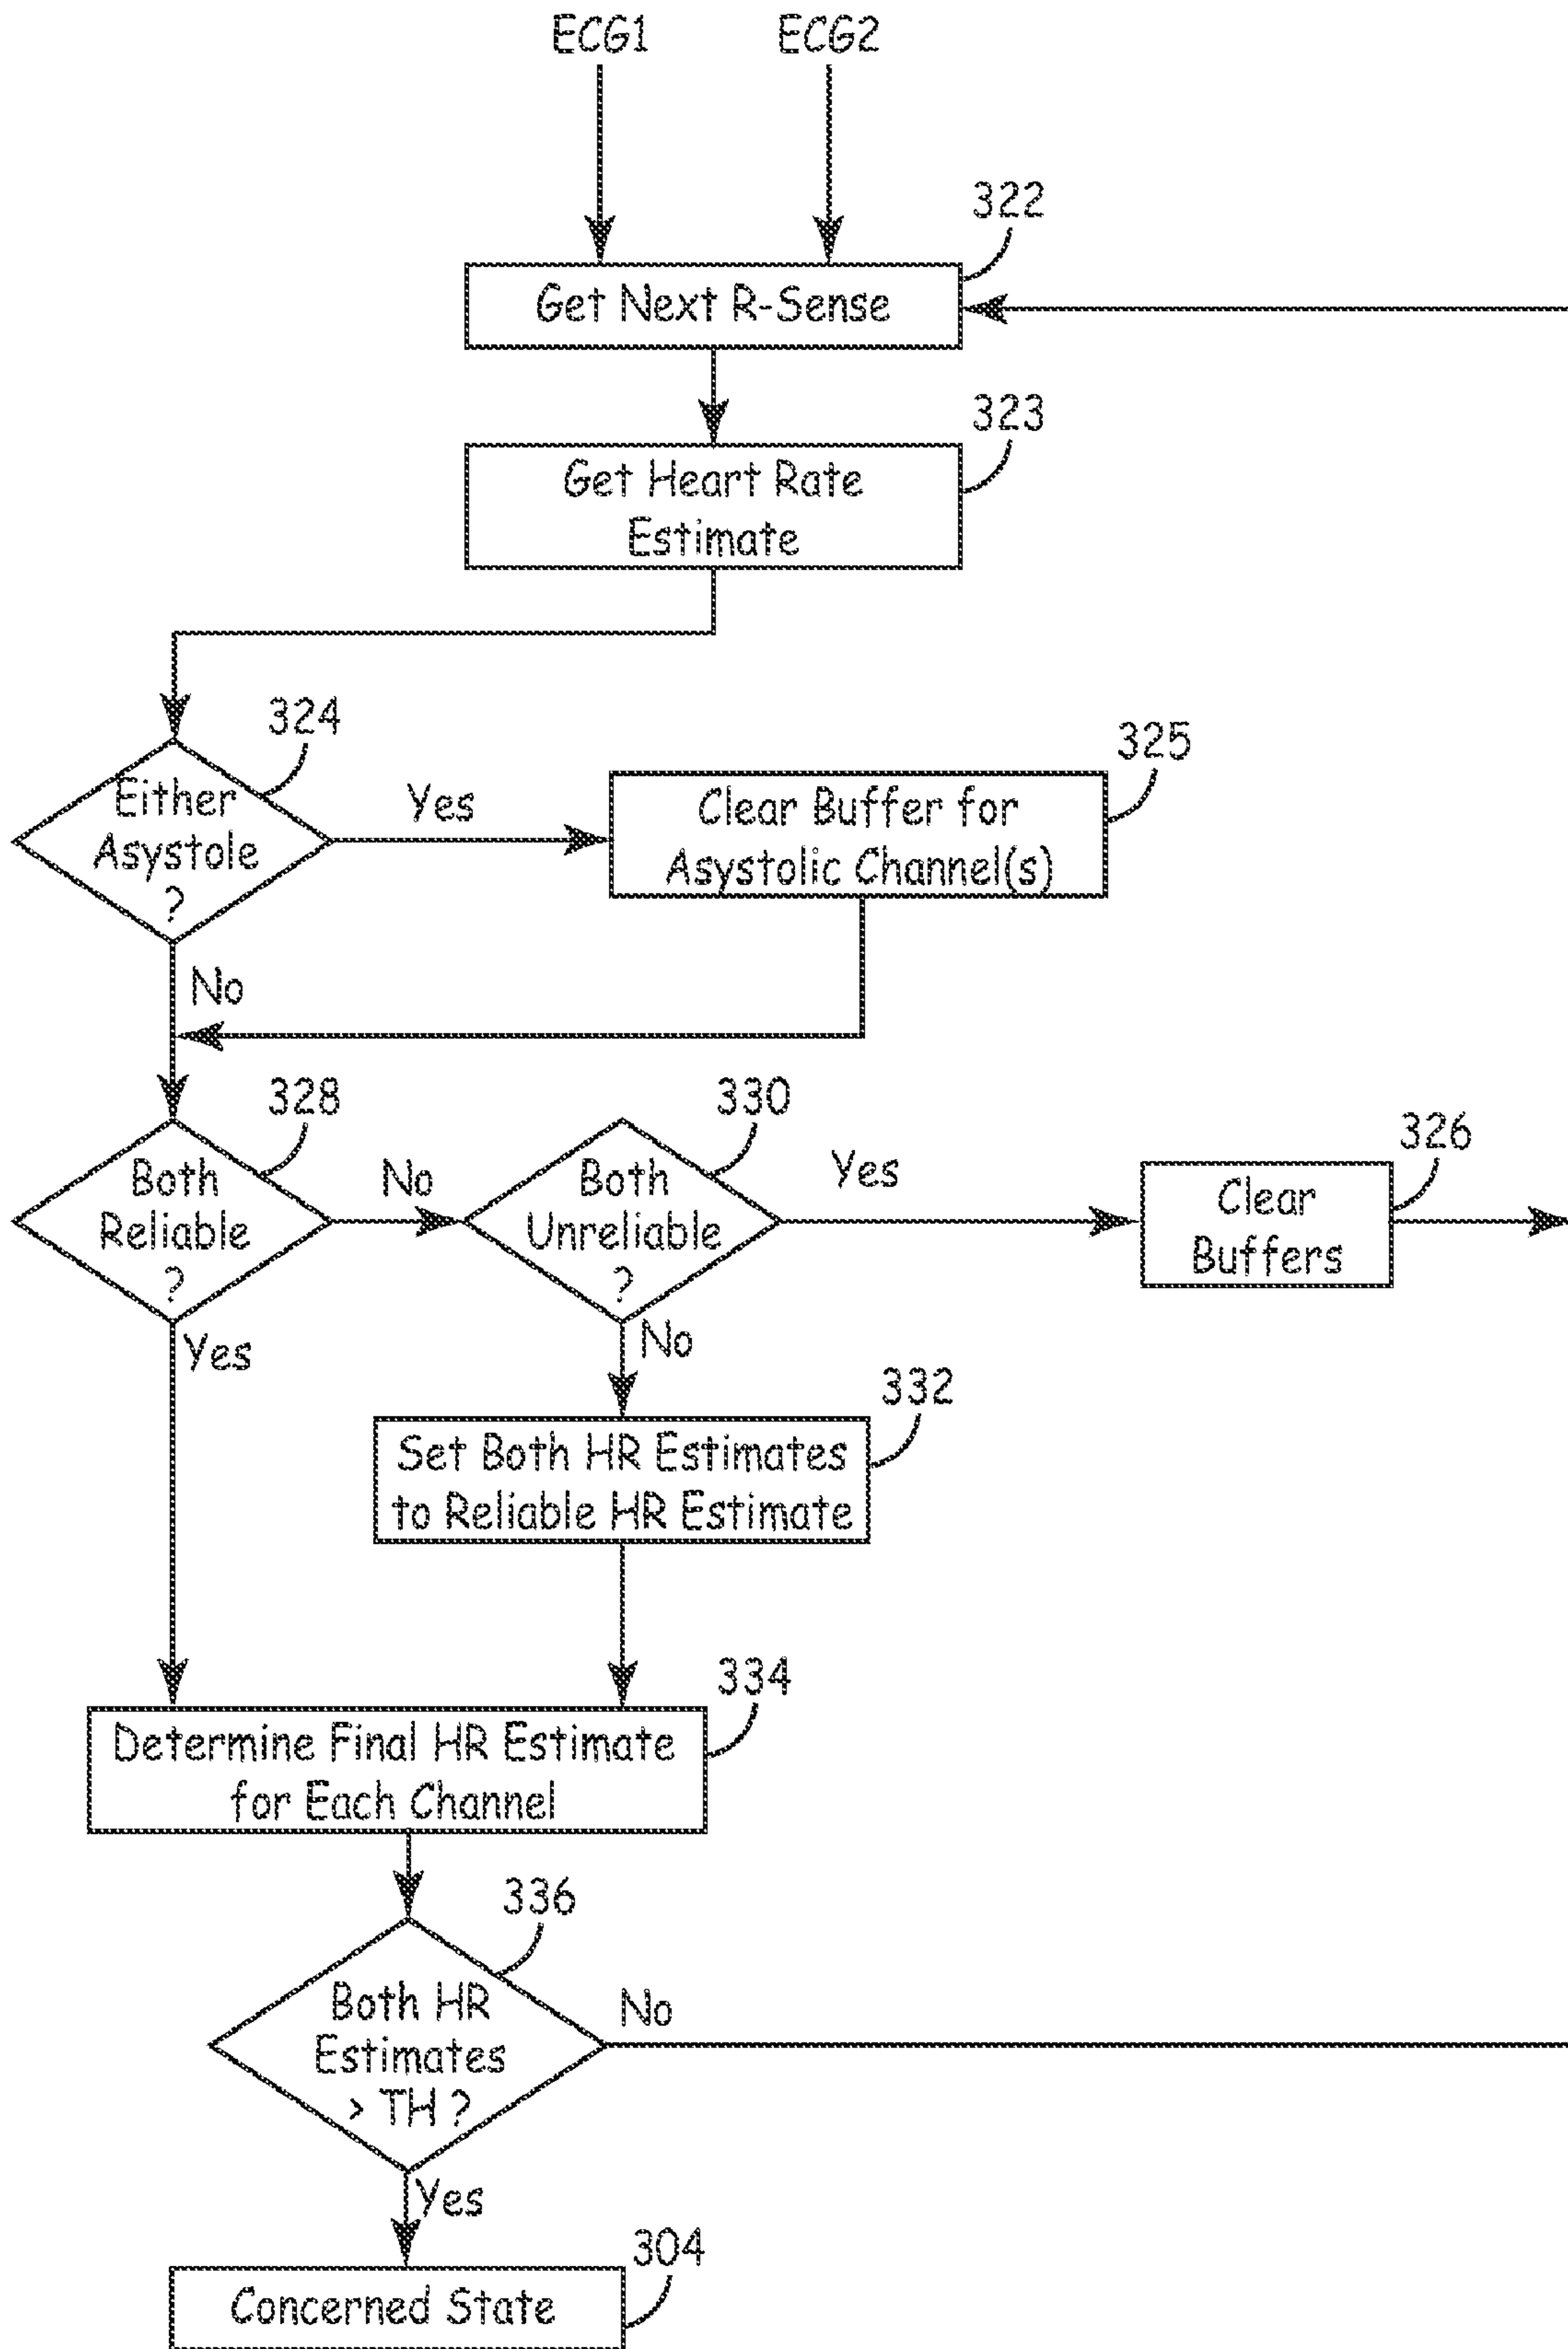 ECG1
ECG2
322
Get Next R-Sense
323
Get Heart Rate
Estimate
324
Either
Asystole
?
Yes
325
Clear Buffer for
Asystolic Channel(s)
No
328
Both
Reliable
?
No
330
Both
Unreliable
?
Yes
326
Clear
Buffers
Yes
No
332
Set Both HR Estimates
to Reliable HR Estimate
334
Determine Final HR Estimate
for Each Channel
336
Both HR
Estimates
> TH ?
No
Yes
304
Concerned State